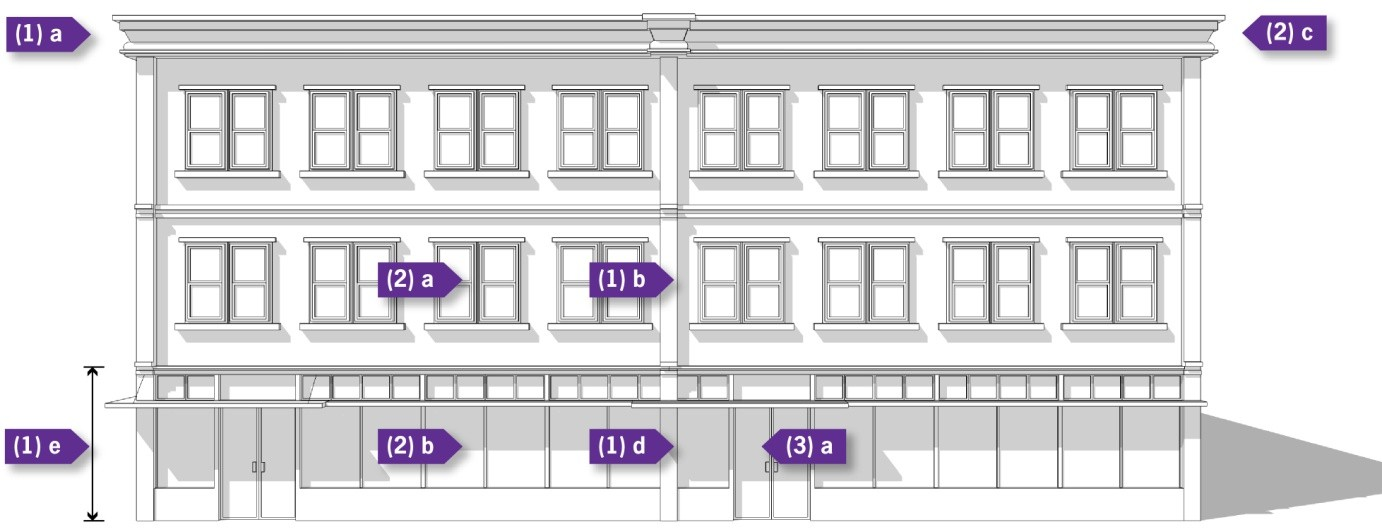 (1) a
(2) c
(2) a
(1) b
(1) e
(2) b
(1) d
(3) a